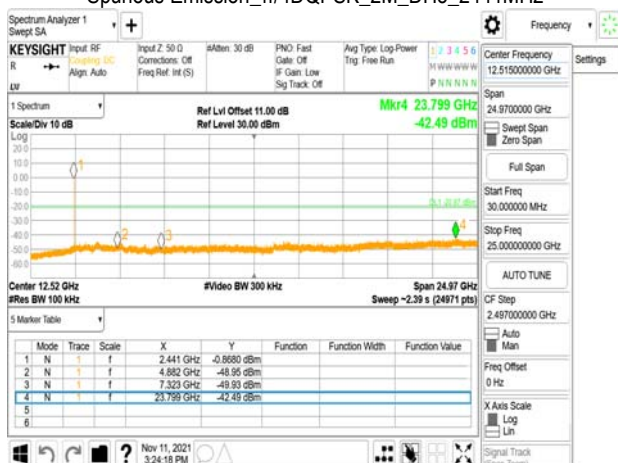 Spectrum Analyzer 1
Swept SA
Frequency
Settings
KEYSIGHT
R
Input: RF
Coupling: DC
Align: Auto
Input Z: 50 Ω
Corrections: Off
Freq Ref: Int (S)
#Atten: 30 dB
PNO: Fast
Gate: Off
IF Gain: Low
Sig Track: Off
Avg Type: Log-Power
Trig: Free Run
1 2 3 4 5 6
M W W W W W
P N N N N N
1 Spectrum
Scale/Div 10 dB
Log
Ref Lvl Offset 11.00 dB
Ref Level 30.00 dBm
Mkr4 23.799 GHz
-42.49 dBm
20.0
10.0
0.00
-10.0
-20.0
-30.0
-40.0
-50.0
-60.0
1
2
3
4
Center 12.52 GHz
#Res BW 100 kHz
#Video BW 300 kHz
Span 24.97 GHz
Sweep ~2.39 s (24971 pts)
5 Marker Table
Mode Trace Scale X Y Function Function Width Function Value
1 N 1 f 2.441 GHz -0.8680 dBm
2 N 1 f 4.882 GHz -48.95 dBm
3 N 1 f 7.323 GHz -49.93 dBm
4 N 1 f 23.799 GHz -42.49 dBm
5
6
Nov 11, 2021
3:24:18 PM
Center Frequency
12.515000000 GHz
Span
24.9700000 GHz
Swept Span
Zero Span
Full Span
Start Freq
30.000000 MHz
Stop Freq
25.000000000 GHz
AUTO TUNE
CF Step
2.497000000 GHz
Auto
Man
Freq Offset
0 Hz
X Axis Scale
Log
Lin
Signal Track